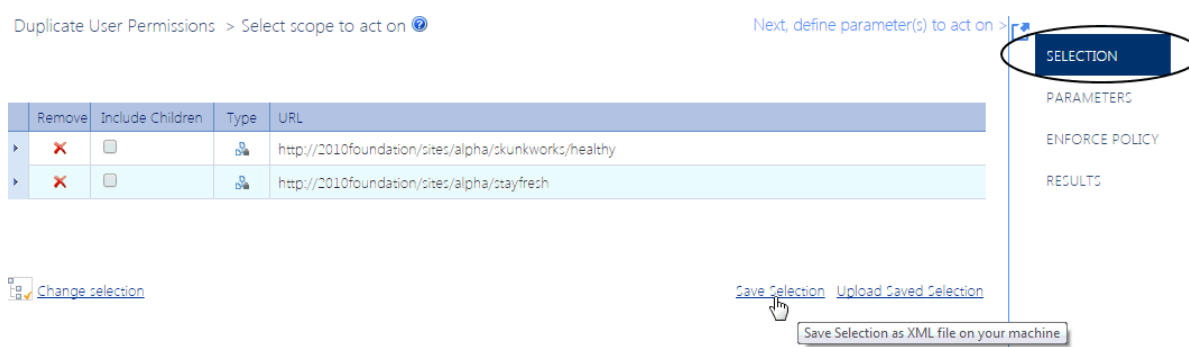 Duplicate User Permissions > Select scope to act on
Next, define parameter(s) to act on >
SELECTION
PARAMETERS
ENFORCE POLICY
RESULTS
Remove Include Children Type URL
http://2010foundation/sites/alpha/skunkworks/healthy
http://2010foundation/sites/alpha/stayfresh
Change selection
Save Selection Upload Saved Selection
Save Selection as XML file on your machine